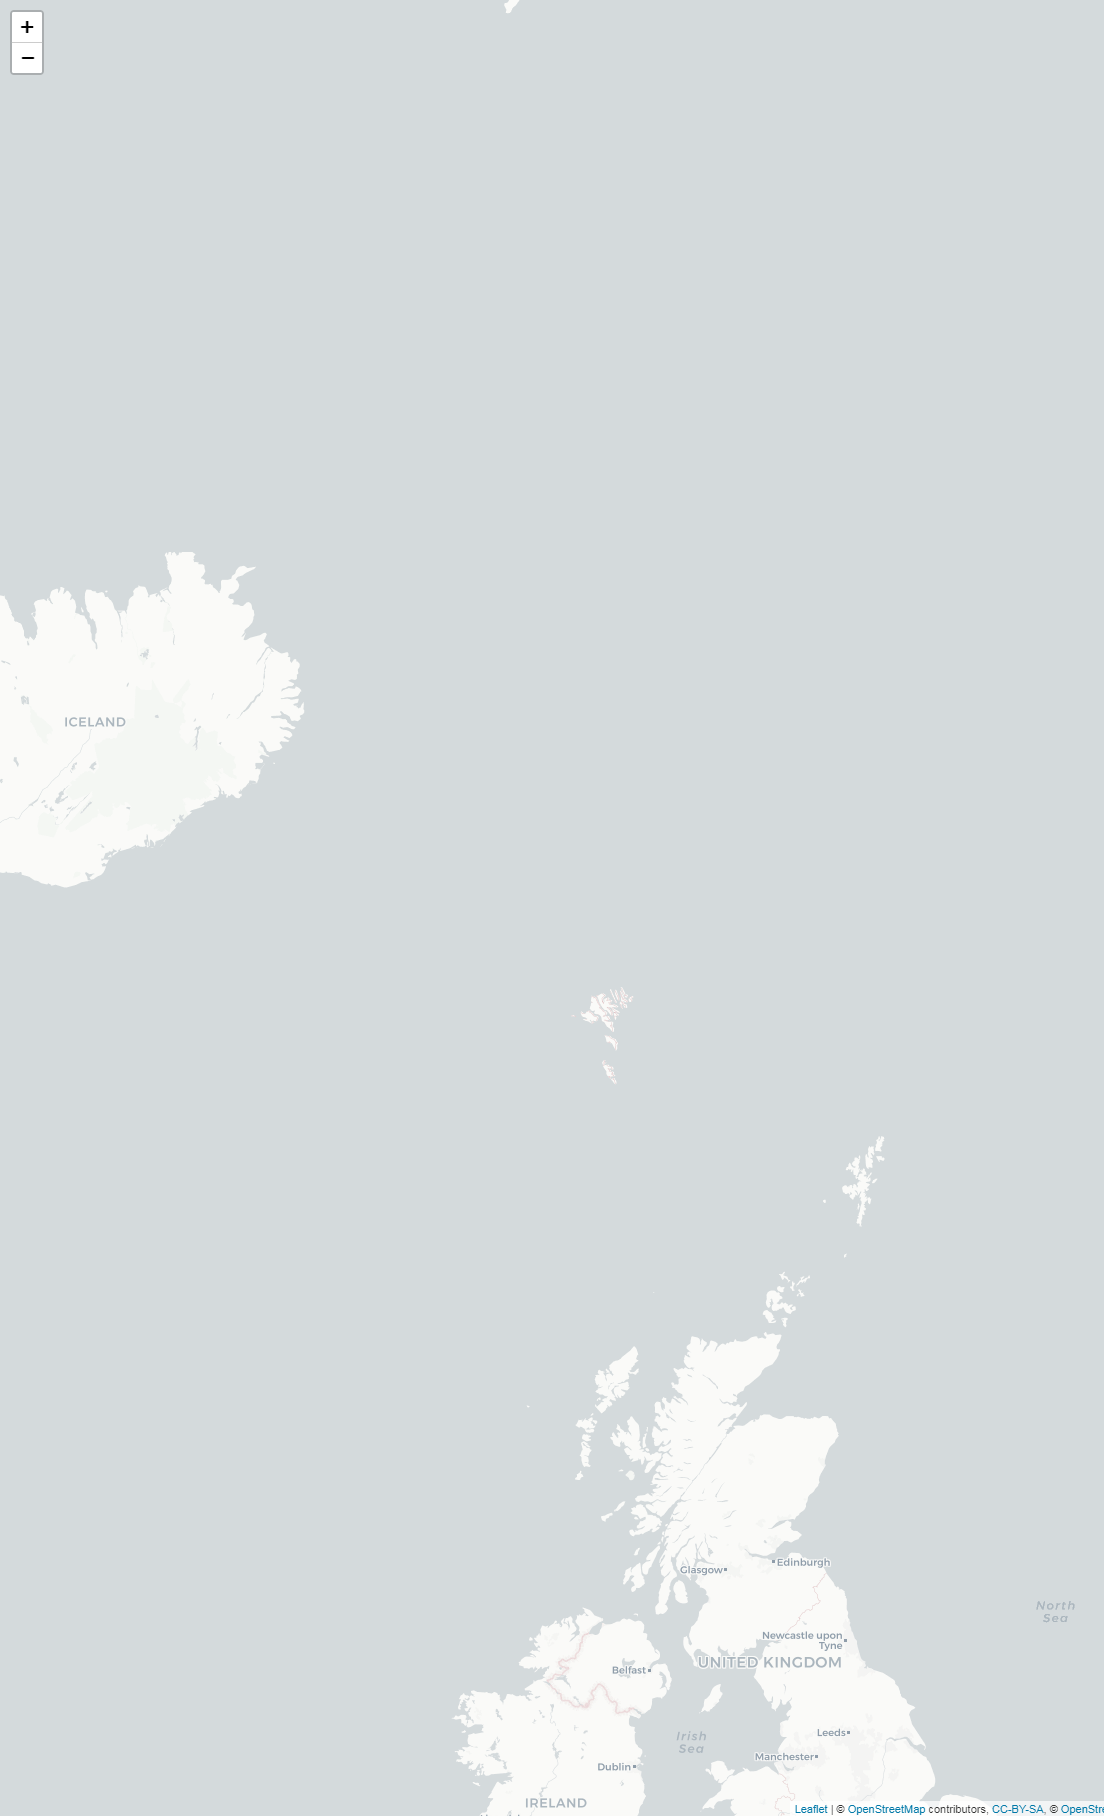 +
−
ICELAND
Edinburgh
Glasgow
North
Sea
Newcastle upon
Tyne
UNITED KINGDOM
Belfast
Irish
Sea
Leeds
Manchester
Dublin
IRELAND
Leaflet | © OpenStreetMap contributors, CC-BY-SA, © OpenStre